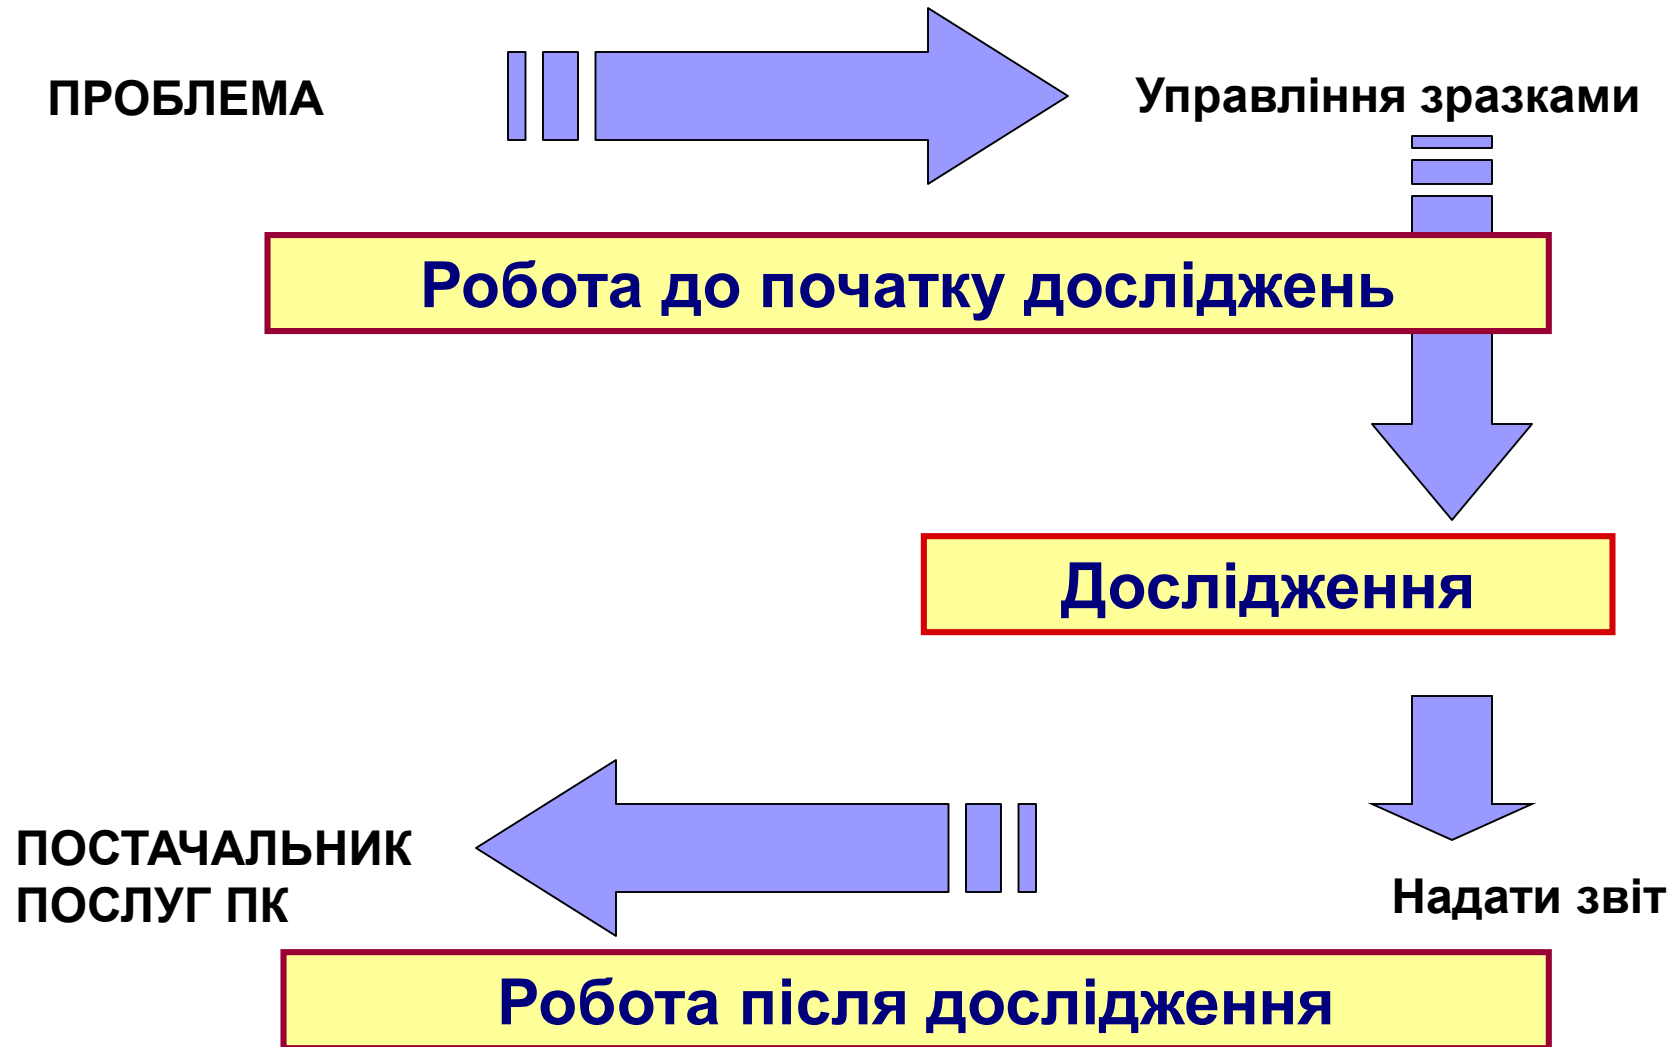 ПРОБЛЕМА
Управління зразками
Робота до початку досліджень
Дослідження
ПОСТАЧАЛЬНИК
ПОСЛУГ ПК
Надати звіт
Робота після дослідження